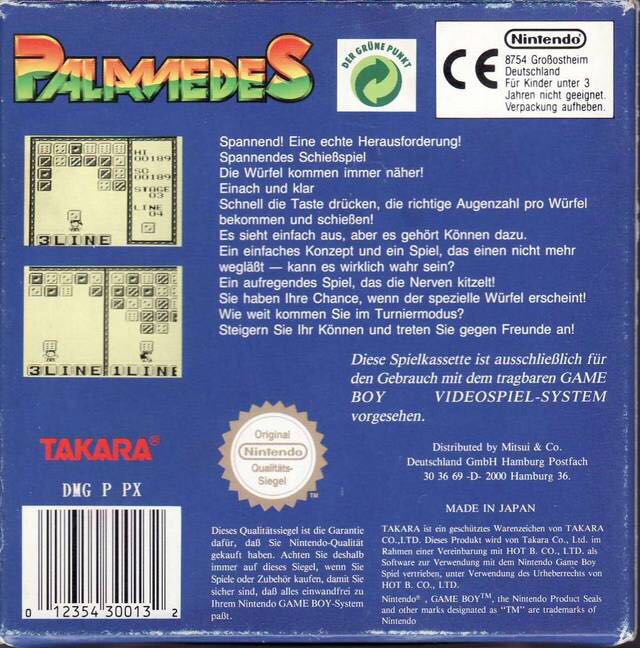 PALAMEDES
DER GRÜNE PUNKT
CE
Nintendo®
8754 Großostheim
Deutschland
Für Kinder unter 3
Jahren nicht geeignet.
Verpackung aufheben.
HI
00189
SO
00189
STAGE
03
LINE
04
3LINE
3LINE
1LINE
Spannend! Eine echte Herausforderung!
Spannendes Schießspiel
Die Würfel kommen immer näher!
Einach und klar
Schnell die Taste drücken, die richtige Augenzahl pro Würfel
bekommen und schießen!
Es sieht einfach aus, aber es gehört Können dazu.
Ein einfaches Konzept und ein Spiel, das einen nicht mehr
wegläßt — kann es wirklich wahr sein?
Ein aufregendes Spiel, das die Nerven kitzelt!
Sie haben Ihre Chance, wenn der spezielle Würfel erscheint!
Wie weit kommen Sie im Turniermodus?
Steigern Sie Ihr Können und treten Sie gegen Freunde an!
Diese Spielkassette ist ausschließlich für
den Gebrauch mit dem tragbaren GAME
BOY VIDEOSPIEL-SYSTEM
vorgesehen.
TAKARA®
DMG P PX
0 12354 30013 2
Original
Nintendo
Qualitäts-
Siegel
TM
Dieses Qualitätssiegel ist die Garantie
dafür, daß Sie Nintendo-Qualität
gekauft haben. Achten Sie deshalb
immer auf dieses Siegel, wenn Sie
Spiele oder Zubehör kaufen, damit Sie
sicher sind, daß alles einwandfrei zu
Ihrem Nintendo GAME BOY-System
paßt.
Distributed by Mitsui & Co.
Deutschland GmbH Hamburg Postfach
30 36 69 -D- 2000 Hamburg 36.
MADE IN JAPAN
TAKARA ist ein geschütztes Warenzeichen von TAKARA
CO.,LTD. Dieses Produkt wird von Takara Co., Ltd. im
Rahmen einer Vereinbarung mit HOT B. CO., LTD. als
Software zur Verwendung mit dem Nintendo Game Boy
Spiel vertrieben, unter Verwendung des Urheberrechts von
HOT B. CO., LTD.
Nintendo®, GAME BOY™, the Nintendo Product Seals
and other marks designated as "TM" are trademarks of
Nintendo